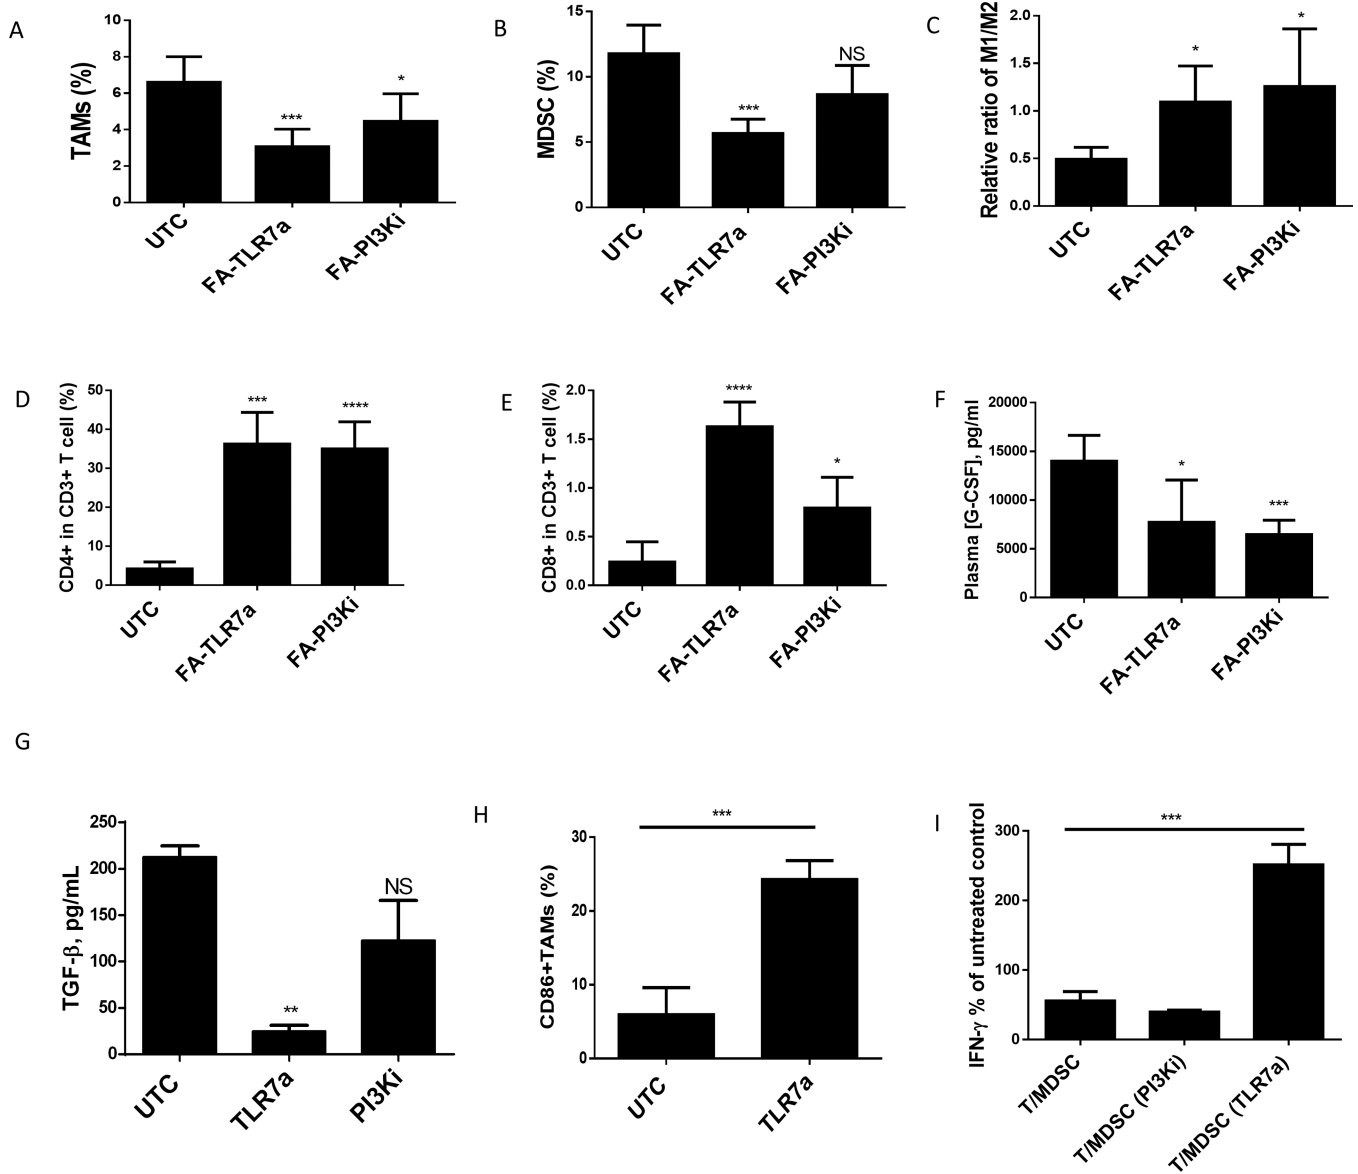 A
TAMs (%)
10
8
6
4
2
0
***
*
UTC
FA-TLR7a
FA-PI3Ki
B
MDSC (%)
15
10
5
0
***
NS
UTC
FA-TLR7a
FA-PI3Ki
C
Relative ratio of M1/M2
2.0
1.5
1.0
0.5
0.0
*
*
UTC
FA-TLR7a
FA-PI3Ki
D
CD4+ in CD3+ T cell (%)
50
40
30
20
10
0
***
****
UTC
FA-TLR7a
FA-PI3Ki
E
CD8+ in CD3+ T cell (%)
2.0
1.5
1.0
0.5
0.0
****
*
UTC
FA-TLR7a
FA-PI3Ki
F
Plasma [G-CSF], pg/ml
20000
15000
10000
5000
0
*
***
UTC
FA-TLR7a
FA-PI3Ki
G
TGF-β, pg/mL
250
200
150
100
50
0
**
NS
UTC
TLR7a
PI3Ki
H
CD86+TAMs (%)
30
20
10
0
***
UTC
TLR7a
I
IFN-γ % of untreated control
300
200
100
0
***
T/MDSC
T/MDSC (PI3Ki)
T/MDSC (TLR7a)